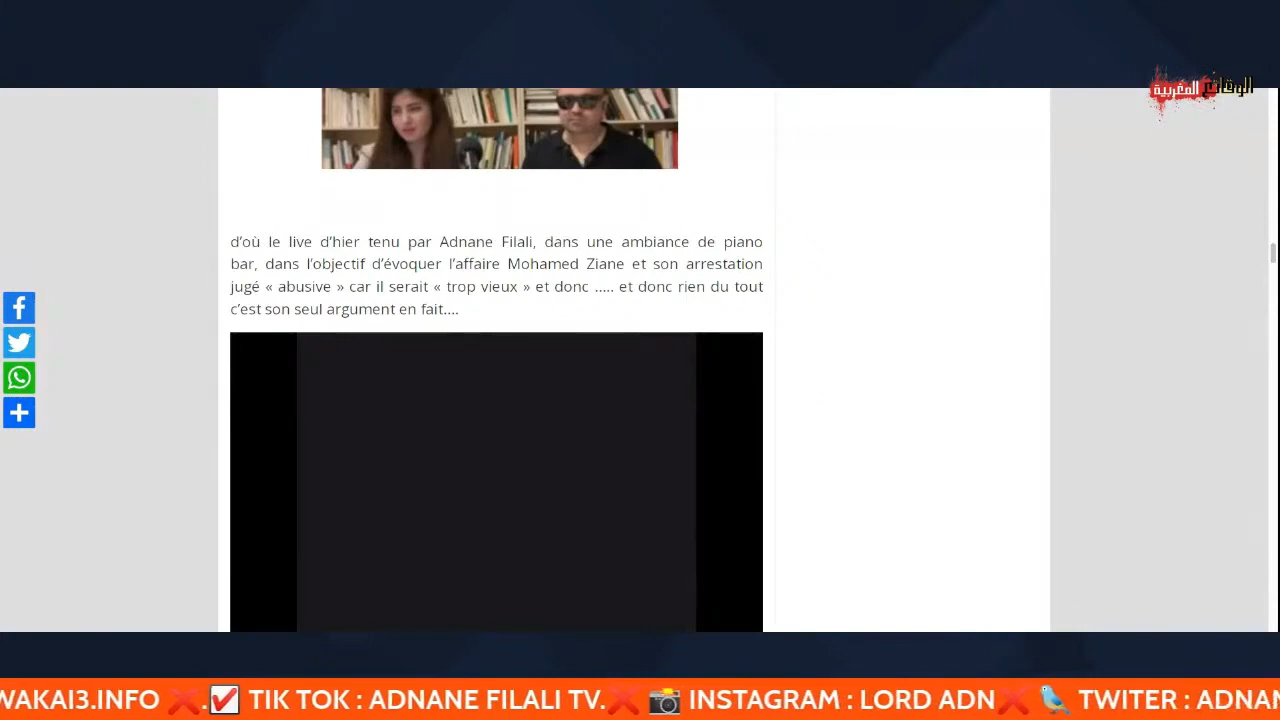 الوقائع المغربية
d’où le live d’hier tenu par Adnane Filali, dans une ambiance de piano
bar, dans l’objectif d’évoquer l’affaire Mohamed Ziane et son arrestation
jugé « abusive » car il serait « trop vieux » et donc ..... et donc rien du tout
c’est son seul argument en fait....
WAKAI3.INFO ❌.☑ TIK TOK : ADNANE FILALI TV.❌ 📷 INSTAGRAM : LORD ADN❌ 🐦 TWITER : ADNAN